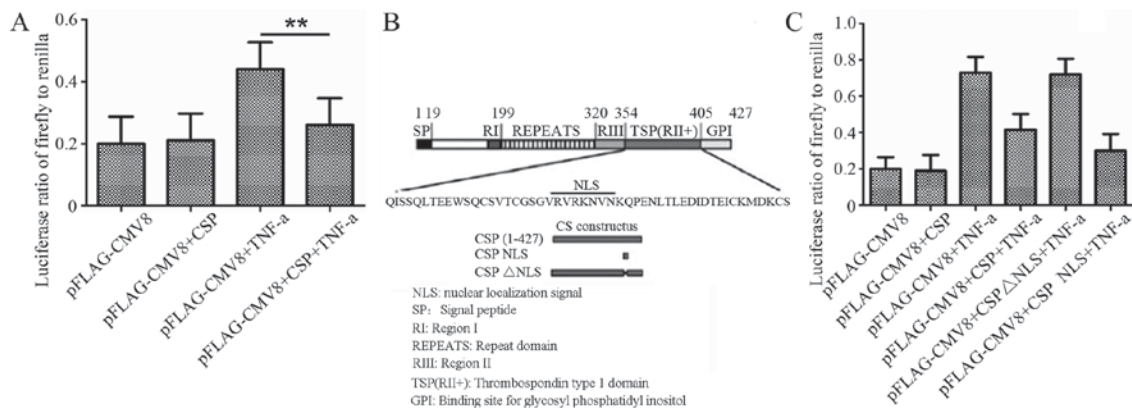 A
Luciferase ratio of firefly to renilla
0.6
0.4
0.2
0
**
pFLAG-CMV8
pFLAG-CMV8+CSP
pFLAG-CMV8+TNF-a
pFLAG-CMV8+CSP+TNF-a
B
1 19 199 320 354 405 427
SP RI REPEATS RIII TSP(RII+) GPI
NLS
QISSQLTEEWSQCSVTCGSGVRVRKNVNKQPENLTLEDIDTEICKMDKCS
CS constructus
CSP (1-427)
CSP NLS
CSP △NLS
NLS: nuclear localization signal
SP: Signal peptide
RI: Region I
REPEATS: Repeat domain
RIII: Region II
TSP(RII+): Thrombospondin type 1 domain
GPI: Binding site for glycosyl phosphatidyl inositol
C
Luciferase ratio of firefly to renilla
1.0
0.8
0.6
0.4
0.2
0
pFLAG-CMV8
pFLAG-CMV8+CSP
pFLAG-CMV8+TNF-a
pFLAG-CMV8+CSP+TNF-a
pFLAG-CMV8+CSP△NLS+TNF-a
pFLAG-CMV8+CSP NLS+TNF-a